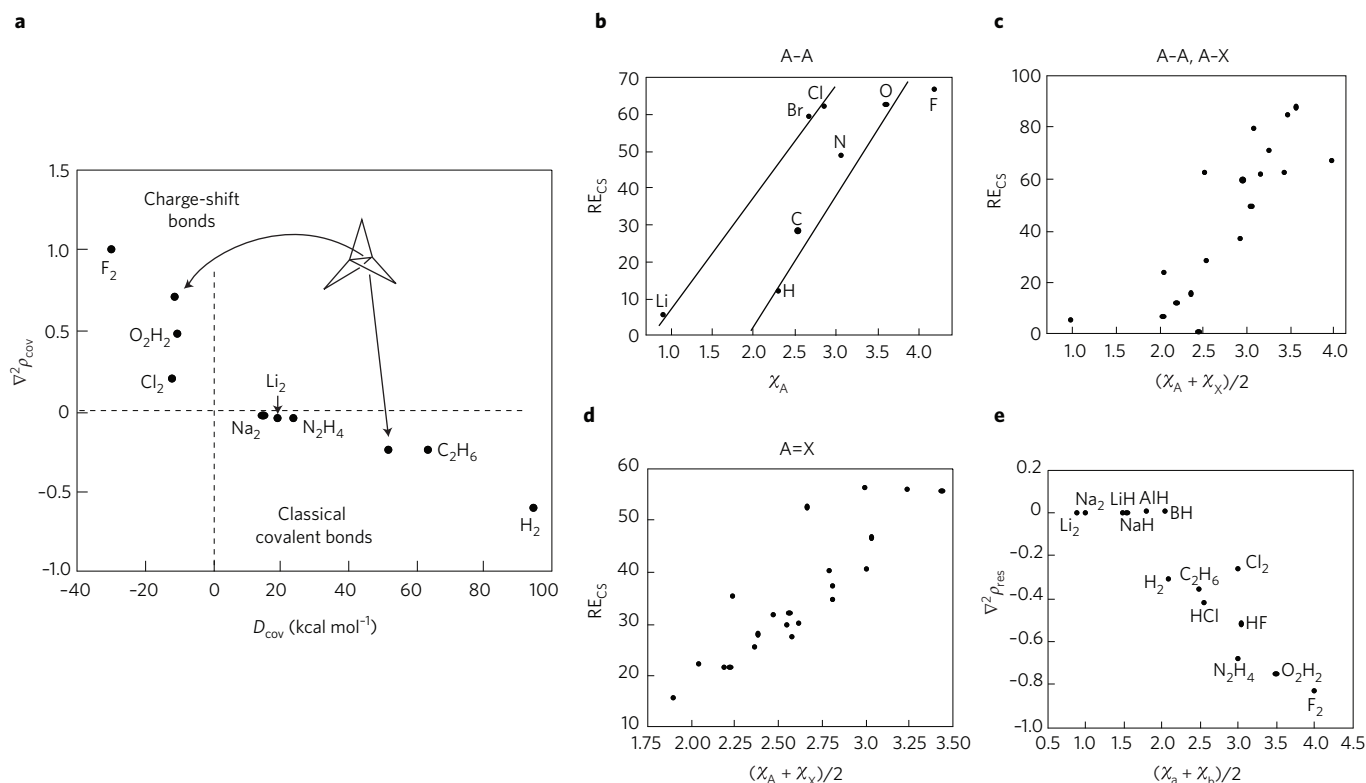 a
1.5
1.0
0.5
0
−0.5
−1.0
∇²ρcov
Charge-shift
bonds
F₂
O₂H₂
Cl₂
Li₂
Na₂
N₂H₄
C₂H₆
H₂
Classical
covalent bonds
−40
−20
0
20
40
60
80
100
Dcov (kcal mol⁻¹)
b
A–A
70
60
50
40
30
20
10
0
RECS
Cl
Br
O
F
N
C
H
Li
1.0
1.5
2.0
2.5
3.0
3.5
4.0
χA
c
A–A, A–X
100
80
60
40
20
0
RECS
1.0
2.0
2.5
3.0
3.5
4.0
(χA + χX)/2
d
A=X
60
50
40
30
20
10
RECS
1.75
2.00
2.25
2.50
2.75
3.00
3.25
3.50
(χA + χX)/2
e
0.2
0
−0.2
−0.4
−0.6
−0.8
−1.0
∇²ρres
Na₂
LiH
AlH
Li₂
NaH
BH
H₂
C₂H₆
Cl₂
HCl
HF
N₂H₄
O₂H₂
F₂
0.5
1.0
1.5
2.0
2.5
3.0
3.5
4.0
4.5
(χa + χb)/2